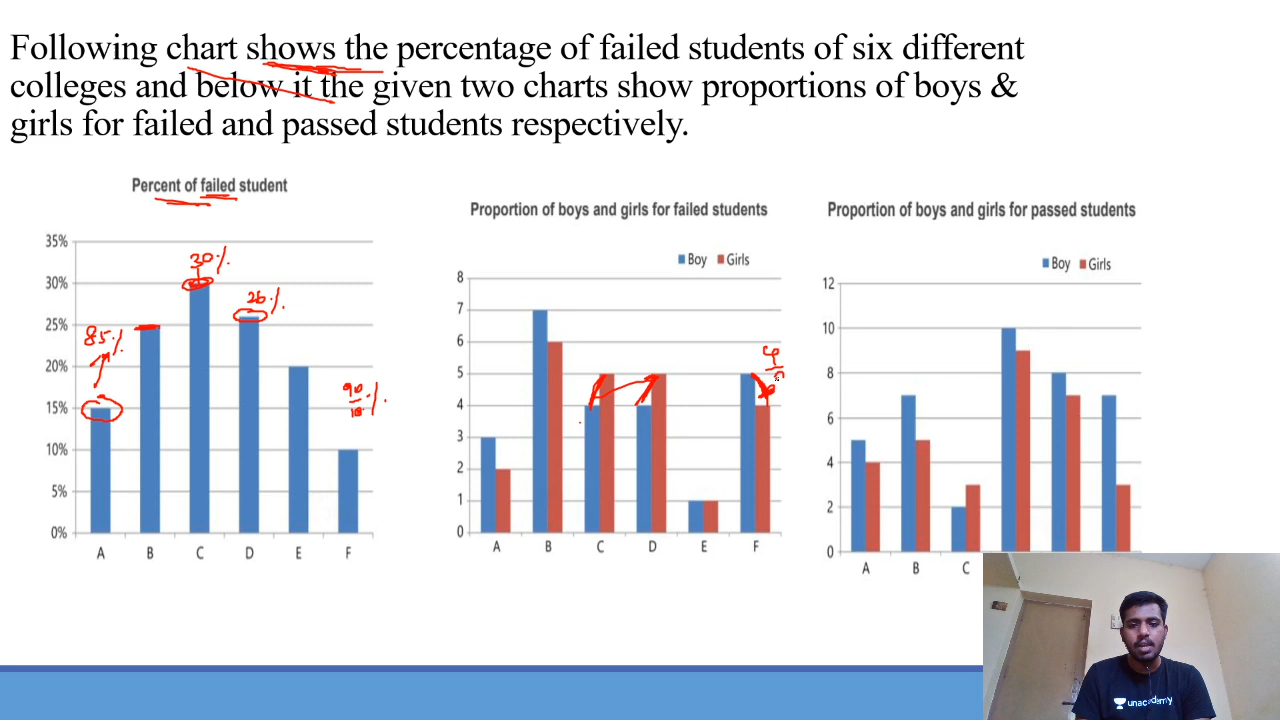 Following chart shows the percentage of failed students of six different
colleges and below it the given two charts show proportions of boys &
girls for failed and passed students respectively.
Percent of failed student
35%
30%
25%
20%
15%
10%
5%
0%
A B C D E F
85%
30%
26%
90%
10
Proportion of boys and girls for failed students
Boy Girls
8
7
6
5
4
3
2
1
0
A B C D E F
Proportion of boys and girls for passed students
Boy Girls
12
10
8
6
4
2
0
A B C
unacademy